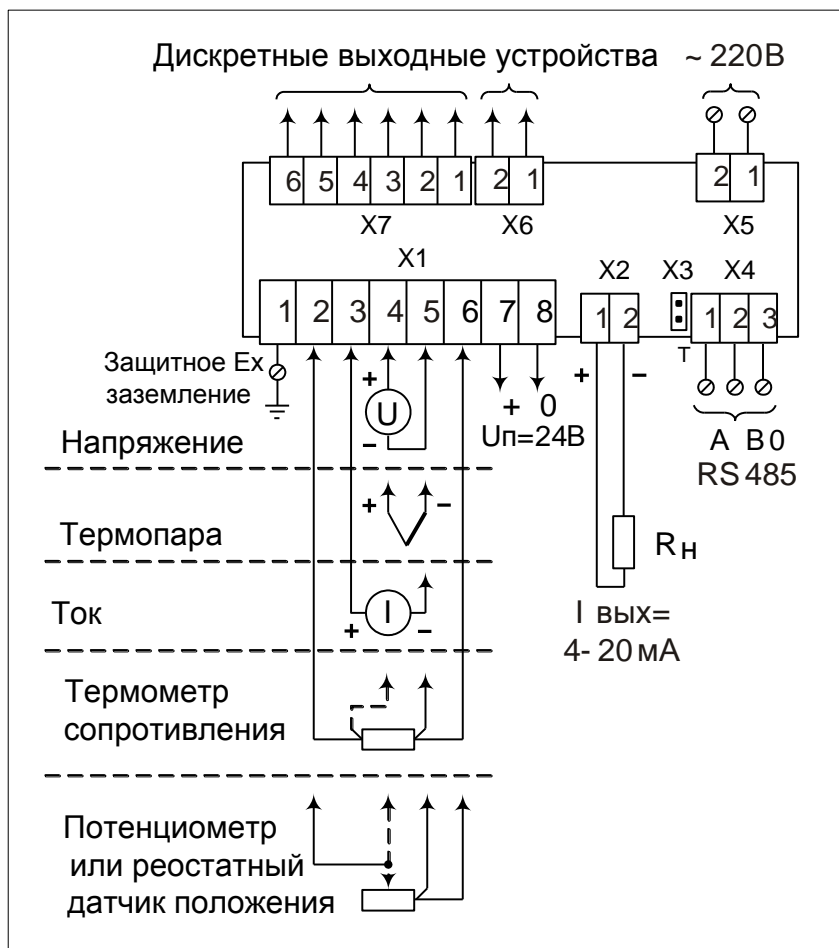 Дискретные выходные устройства ~ 220В
6 5 4 3 2 1 2 1 2 1
X7 X6 X5
X1 X2 X3 X4
1 2 3 4 5 6 7 8 1 2 1 2 3
T
Защитное Ex
заземление
+ U −
+ 0
Uп=24В
+ −
A B 0
RS 485
Напряжение
+ −
Термопара
Rн
Ток
+ I −
I вых=
4- 20 мА
Термометр
сопротивления
Потенциометр
или реостатный
датчик положения